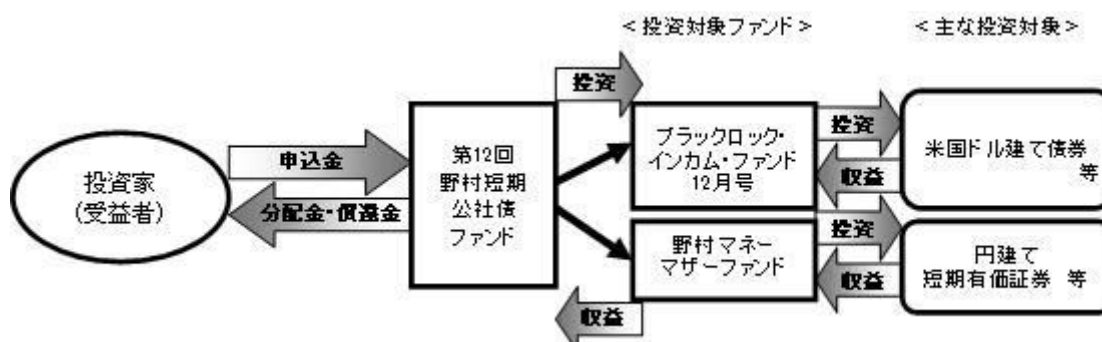 <投資対象ファンド>
<主な投資対象>
投資
申込金
分配金・償還金
投資家
(受益者)
第12回
野村短期
公社債
ファンド
ブラックロック・
インカム・ファンド
12月号
投資
収益
米国ドル建て債券
等
野村マネー
マザーファンド
投資
収益
円建て
短期有価証券 等
収益